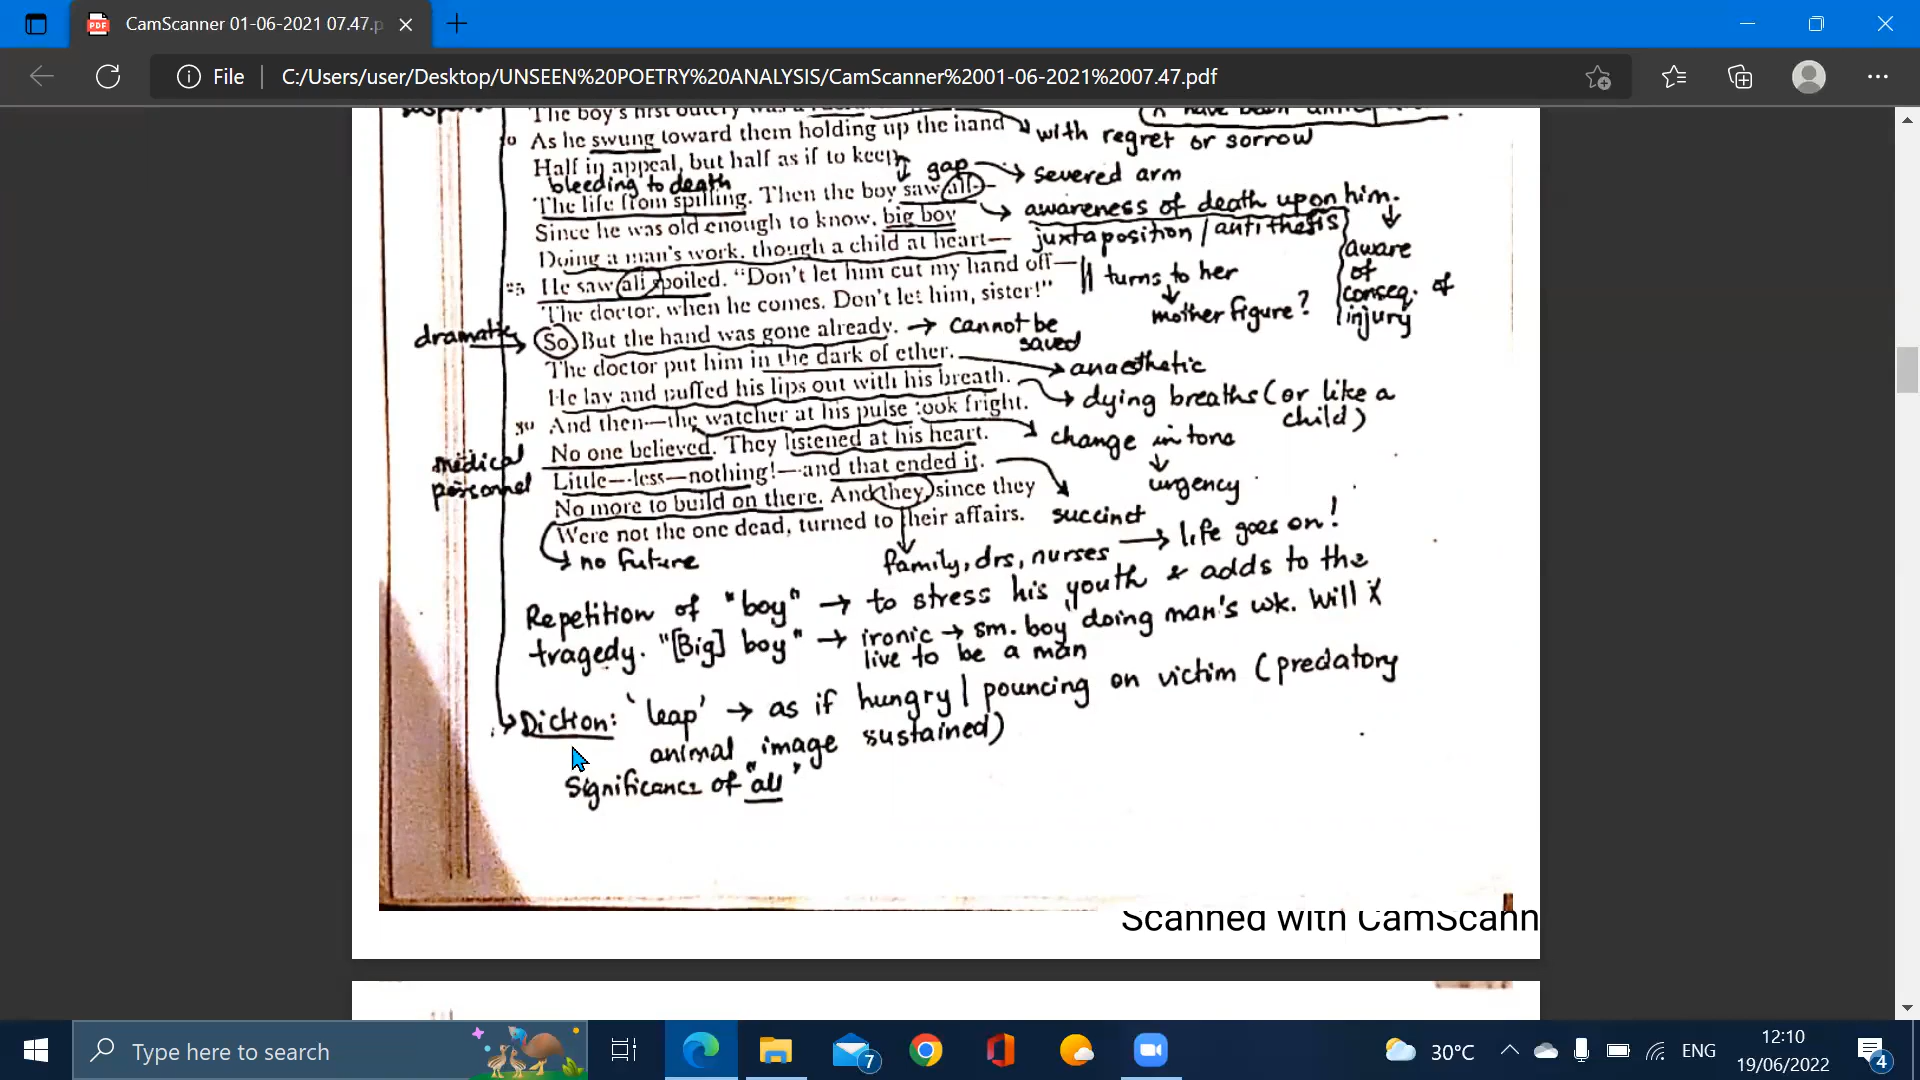 CamScanner 01-06-2021 07.47.p
File
C:/Users/user/Desktop/UNSEEN%20POETRY%20ANALYSIS/CamScanner%2001-06-2021%2007.47.pdf
The boy's first outcry was a
As he swung toward them holding up the hand
with regret or sorrow
Half in appeal, but half as if to keep
gap
severed arm
bleeding to death
The life from spilling. Then the boy saw all—
awareness of death upon him.
Since he was old enough to know, big boy
juxtaposition / antithesis
aware of conseq. of injury
Doing a man's work, though a child at heart—
25 He saw all spoiled. "Don't let him cut my hand off—
turns to her
The doctor, when he comes. Don't let him, sister!"
mother figure?
dramatic
So. But the hand was gone already.
cannot be saved
The doctor put him in the dark of ether.
anaesthetic
He lay and puffed his lips out with his breath.
dying breaths (or like a child)
30 And then—the watcher at his pulse took fright.
change in tone
No one believed. They listened at his heart.
urgency
medical personnel
Little—less—nothing!—and that ended it.
succinct
No more to build on there. And they, since they
Were not the one dead, turned to their affairs.
no future
family, drs, nurses
life goes on!
Repetition of "boy" → to stress his youth & adds to the
tragedy. "[Big] boy" → ironic → sm. boy doing man's wk. Will X
live to be a man
Diction: 'leap' → as if hungry / pouncing on victim (predatory
animal image sustained)
Significance of "all"
Scanned with CamScann
Type here to search
7
30°C
ENG
12:10
19/06/2022
4